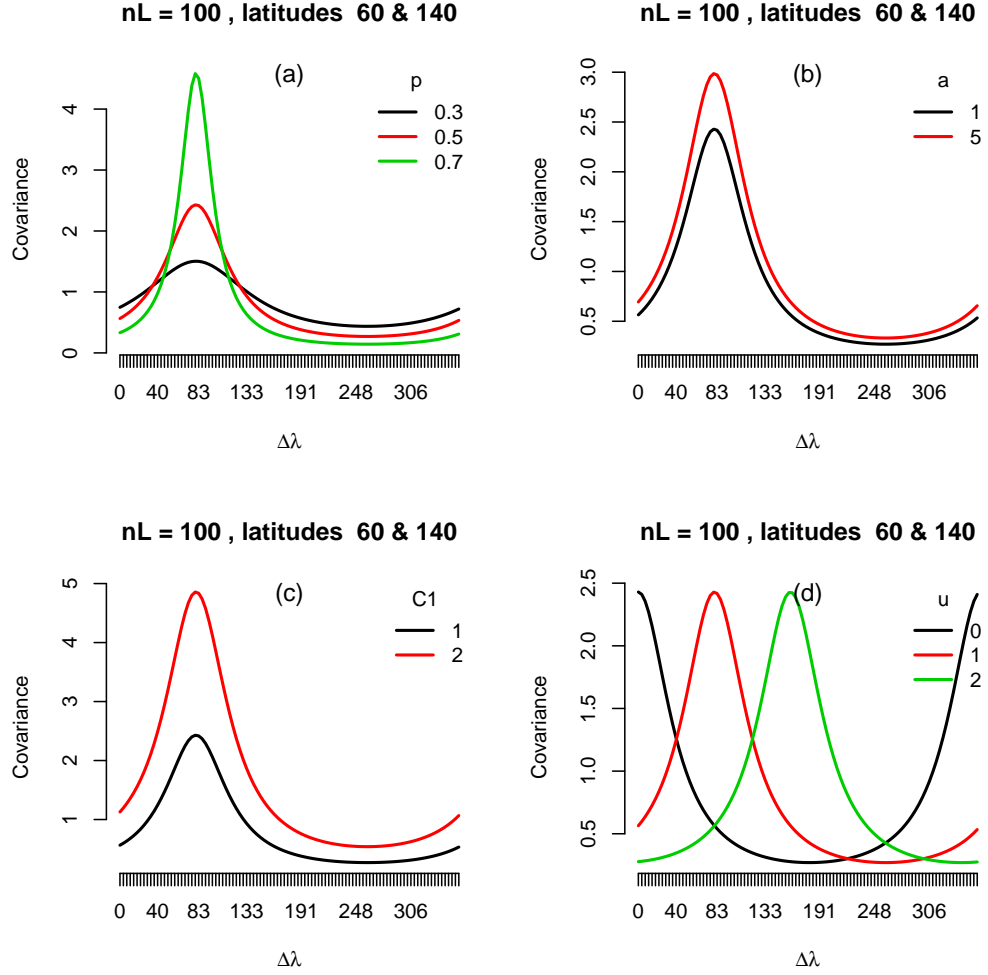 nL = 100 , latitudes  60 & 140
(a)
p
0.3
0.5
0.7
Covariance
0
1
2
3
4
0 40 83 133 191 248 306
Δλ
nL = 100 , latitudes  60 & 140
(b)
a
1
5
Covariance
0.5
1.0
1.5
2.0
2.5
3.0
0 40 83 133 191 248 306
Δλ
nL = 100 , latitudes  60 & 140
(c)
C1
1
2
Covariance
1
2
3
4
5
0 40 83 133 191 248 306
Δλ
nL = 100 , latitudes  60 & 140
(d)
u
0
1
2
Covariance
0.5
1.0
1.5
2.0
2.5
0 40 83 133 191 248 306
Δλ